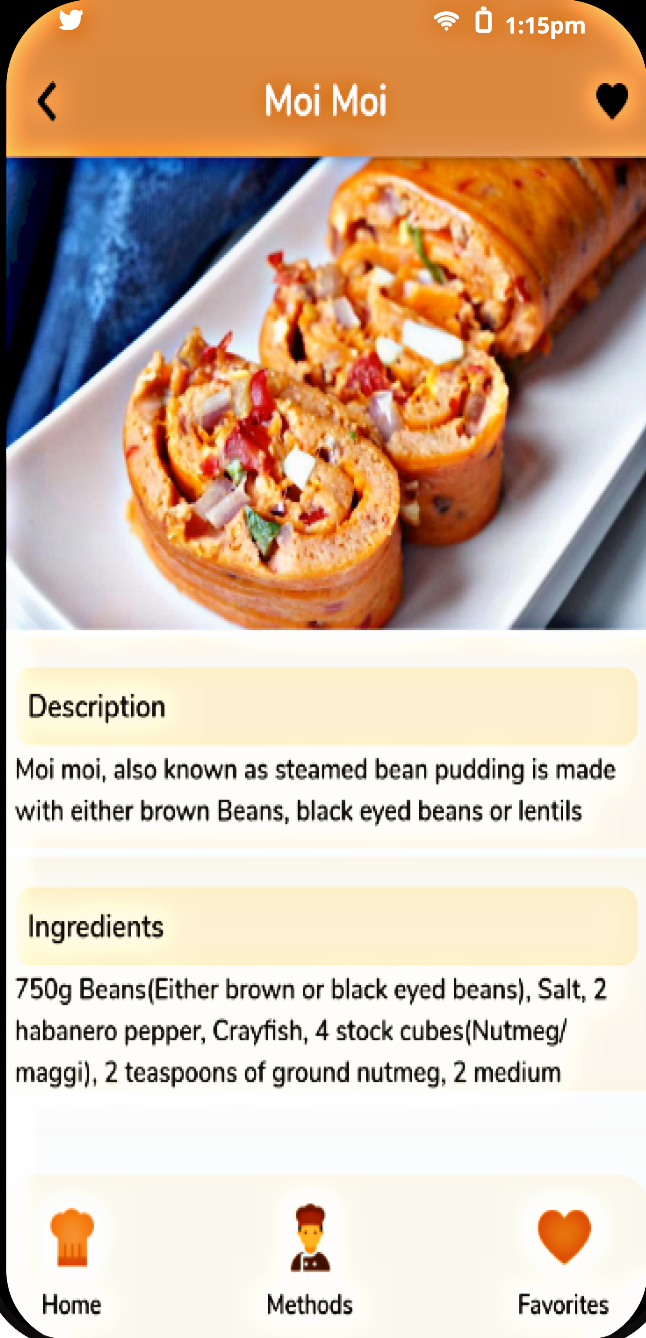 1:15pm
Moi Moi
Description
Moi moi, also known as steamed bean pudding is made
with either brown Beans, black eyed beans or lentils
Ingredients
750g Beans(Either brown or black eyed beans), Salt, 2
habanero pepper, Crayfish, 4 stock cubes(Nutmeg/
maggi), 2 teaspoons of ground nutmeg, 2 medium
Home Methods Favorites